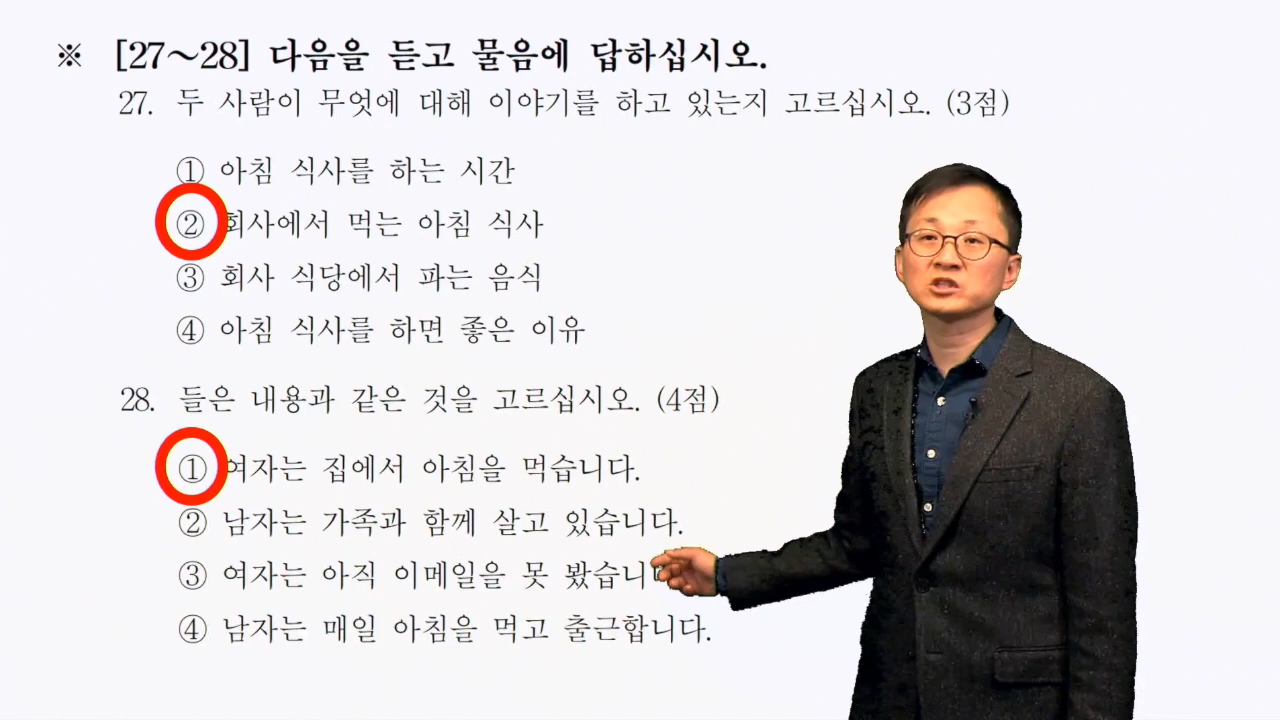 ※ [27～28] 다음을 듣고 물음에 답하십시오.
27. 두 사람이 무엇에 대해 이야기를 하고 있는지 고르십시오. (3점)
① 아침 식사를 하는 시간
② 회사에서 먹는 아침 식사
③ 회사 식당에서 파는 음식
④ 아침 식사를 하면 좋은 이유
28. 들은 내용과 같은 것을 고르십시오. (4점)
① 여자는 집에서 아침을 먹습니다.
② 남자는 가족과 함께 살고 있습니다.
③ 여자는 아직 이메일을 못
④ 남자는 매일 아침을 먹고 출근합니다.